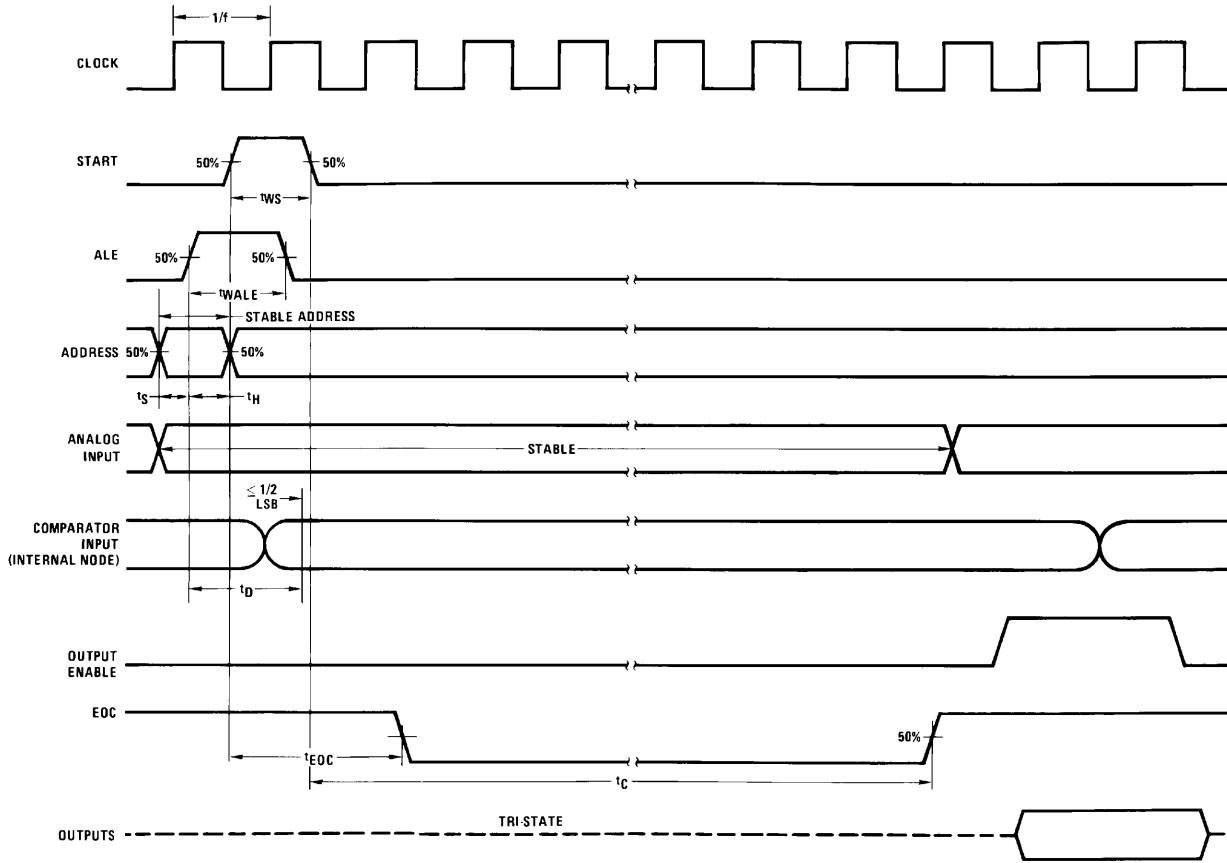 1/f
CLOCK
START
50%
50%
tWS
ALE
50%
50%
tWALE
STABLE ADDRESS
ADDRESS
50%
50%
tS
tH
ANALOG
INPUT
STABLE
≤ 1/2
LSB
COMPARATOR
INPUT
(INTERNAL NODE)
tD
OUTPUT
ENABLE
EOC
50%
tEOC
tC
TRI-STATE
OUTPUTS